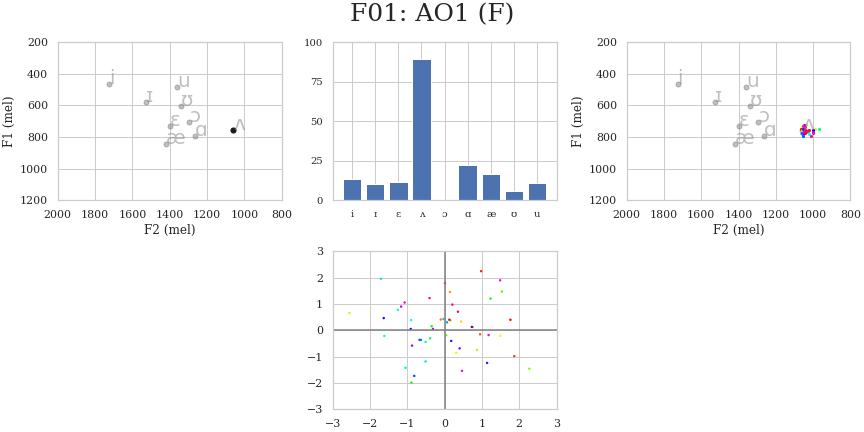 F01: AO1 (F)
200
400
600
800
1000
1200
F1 (mel)
2000 1800 1600 1400 1200 1000 800
F2 (mel)
i
ɪ
u
ʊ
ɛ
ɔ
ɑ
æ
ʌ
100
75
50
25
0
i ɪ ɛ ʌ ɔ ɑ æ ʊ u
200
400
600
800
1000
1200
F1 (mel)
2000 1800 1600 1400 1200 1000 800
F2 (mel)
i
ɪ
u
ʊ
ɛ
ɔ
ɑ
æ
ʌ
3
2
1
0
−1
−2
−3
−3 −2 −1 0 1 2 3